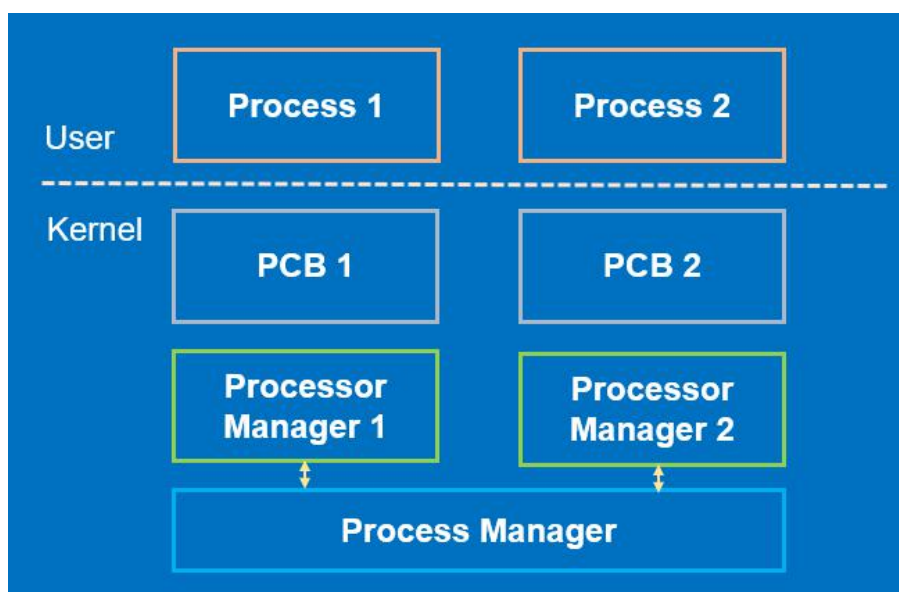 Process 1
Process 2
User
Kernel
PCB 1
PCB 2
Processor
Manager 1
Processor
Manager 2
Process Manager